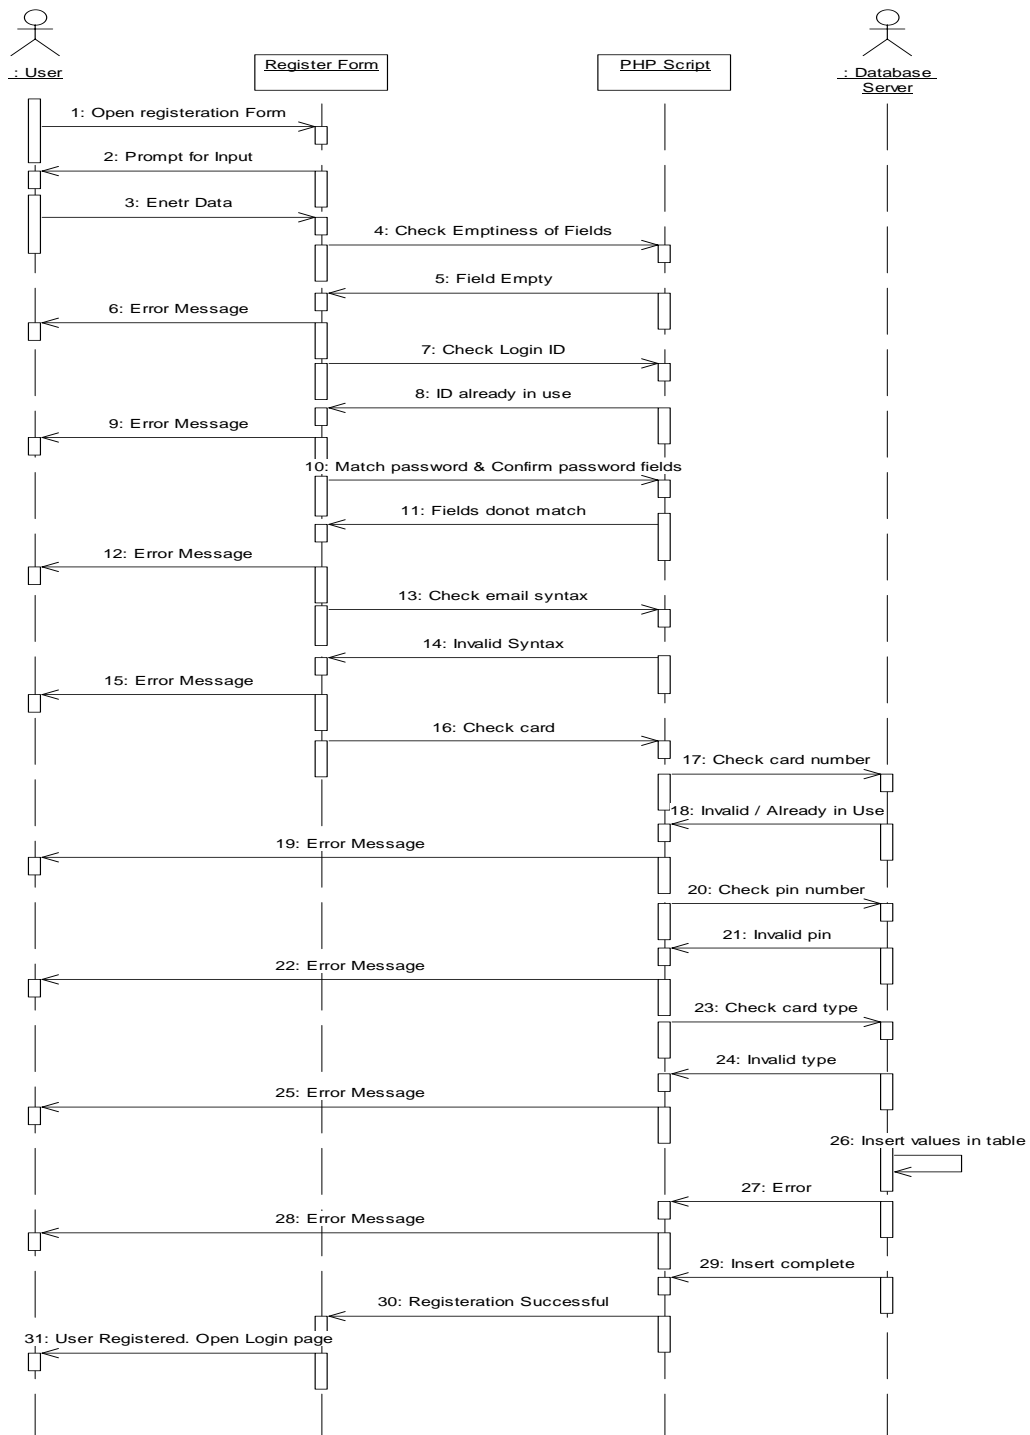 : User
Register Form
PHP Script
: Database
Server
1: Open registeration Form
2: Prompt for Input
3: Enetr Data
4: Check Emptiness of Fields
5: Field Empty
6: Error Message
7: Check Login ID
8: ID already in use
9: Error Message
10: Match password & Confirm password fields
11: Fields donot match
12: Error Message
13: Check email syntax
14: Invalid Syntax
15: Error Message
16: Check card
17: Check card number
18: Invalid / Already in Use
19: Error Message
20: Check pin number
21: Invalid pin
22: Error Message
23: Check card type
24: Invalid type
25: Error Message
26: Insert values in table
27: Error
28: Error Message
29: Insert complete
30: Registeration Successful
31: User Registered. Open Login page